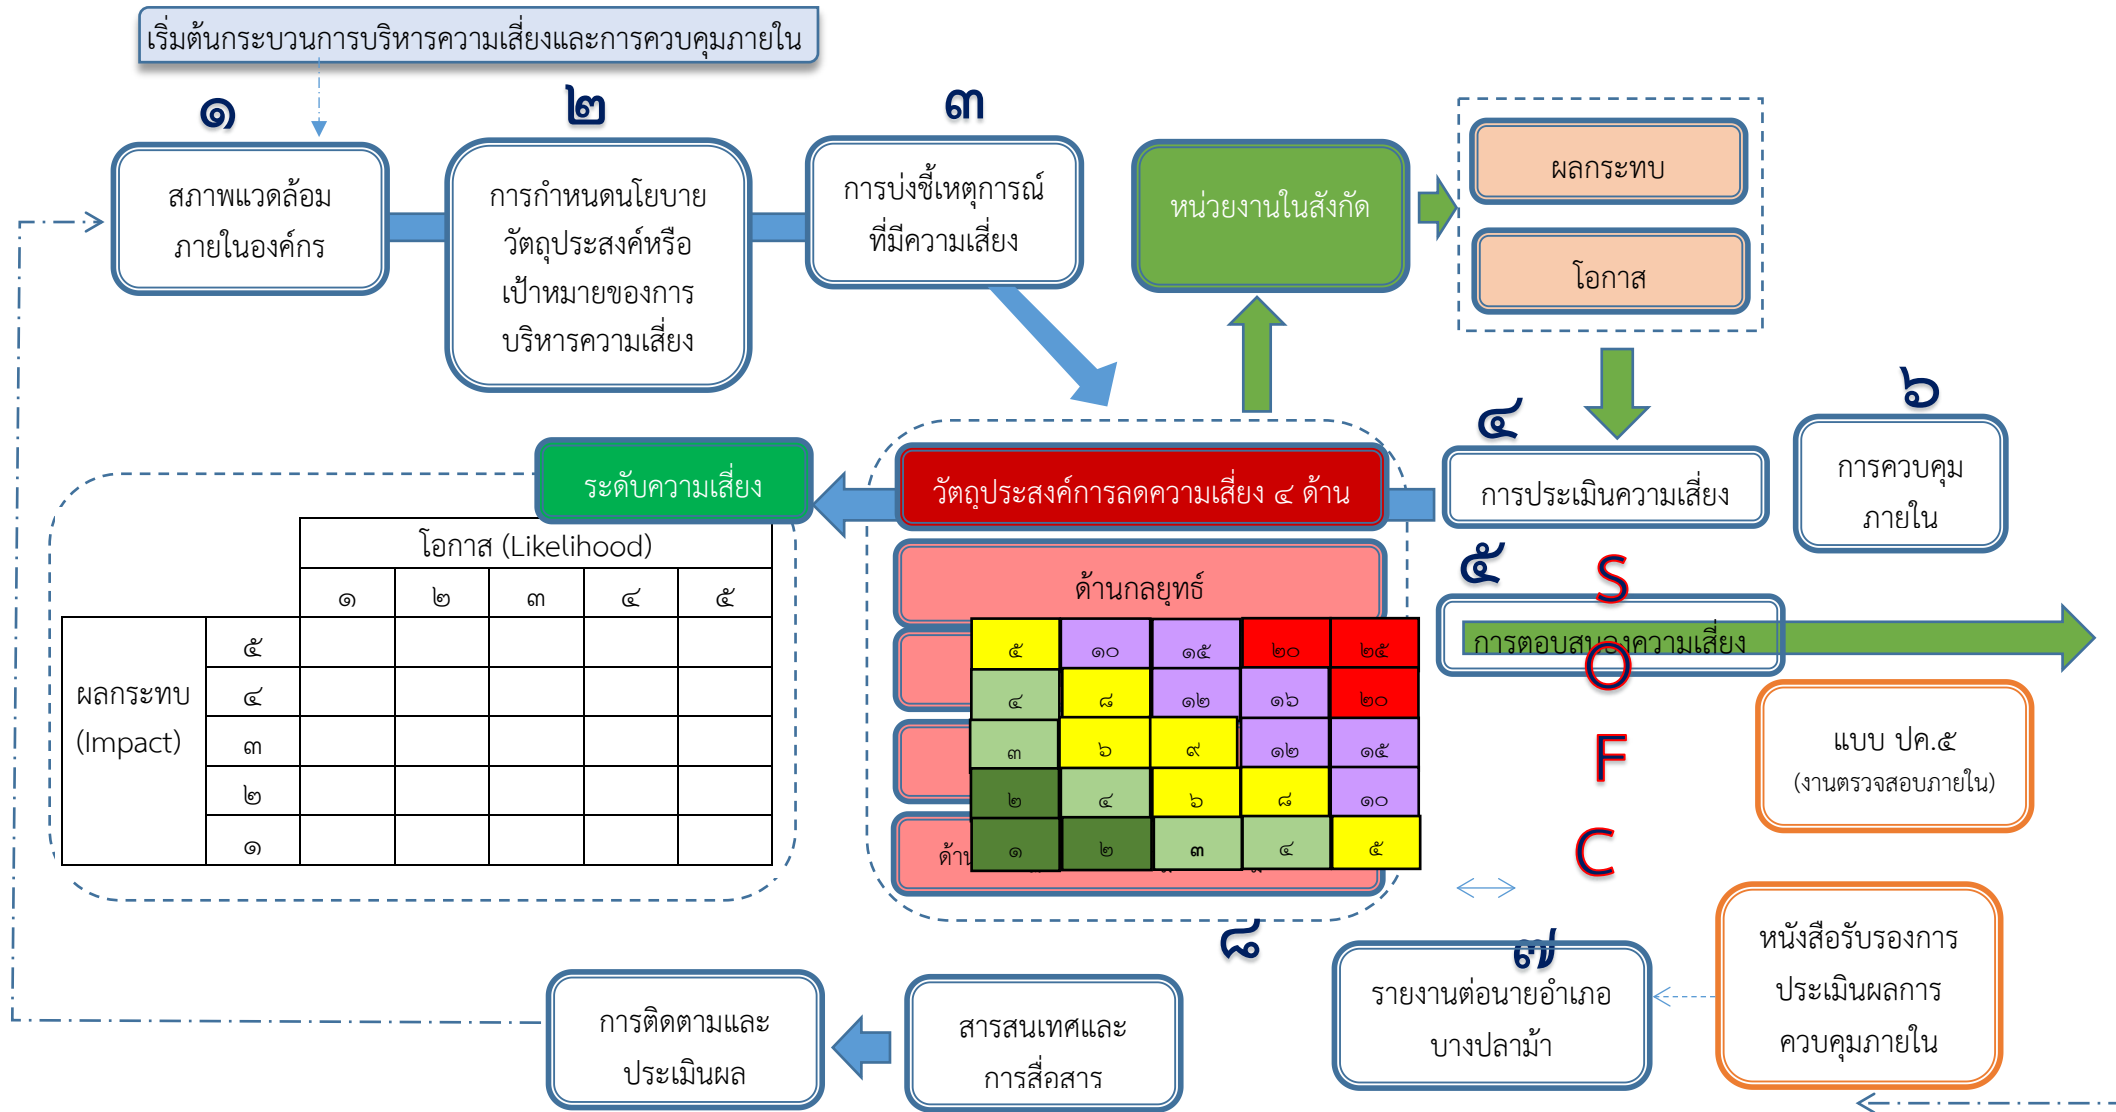 เริ่มต้นกระบวนการบริหารความเสี่ยงและการควบคุมภายใน
๑
๒
๓
สภาพแวดล้อม
ภายในองค์กร
การกำหนดนโยบาย
วัตถุประสงค์หรือ
เป้าหมายของการ
บริหารความเสี่ยง
การบ่งชี้เหตุการณ์
ที่มีความเสี่ยง
หน่วยงานในสังกัด
ผลกระทบ
โอกาส
๔
๖
ระดับความเสี่ยง
วัตถุประสงค์การลดความเสี่ยง ๔ ด้าน
การประเมินความเสี่ยง
การควบคุม
ภายใน
โอกาส (Likelihood)
๑ ๒ ๓ ๔ ๕
ผลกระทบ
(Impact)
๕
๔
๓
๒
๑
ด้านกลยุทธ์
๕ ๑๐ ๑๕ ๒๐ ๒๕
๔ ๘ ๑๒ ๑๖ ๒๐
๓ ๖ ๙ ๑๒ ๑๕
๒ ๔ ๖ ๘ ๑๐
๑ ๒ ๓ ๔ ๕
๕
การตอบสนองความเสี่ยง
S
O
F
C
แบบ ปค.๕
(งานตรวจสอบภายใน)
หนังสือรับรองการ
ประเมินผลการ
ควบคุมภายใน
๗
รายงานต่อนายอำเภอ
บางปลาม้า
๘
สารสนเทศและ
การสื่อสาร
การติดตามและ
ประเมินผล